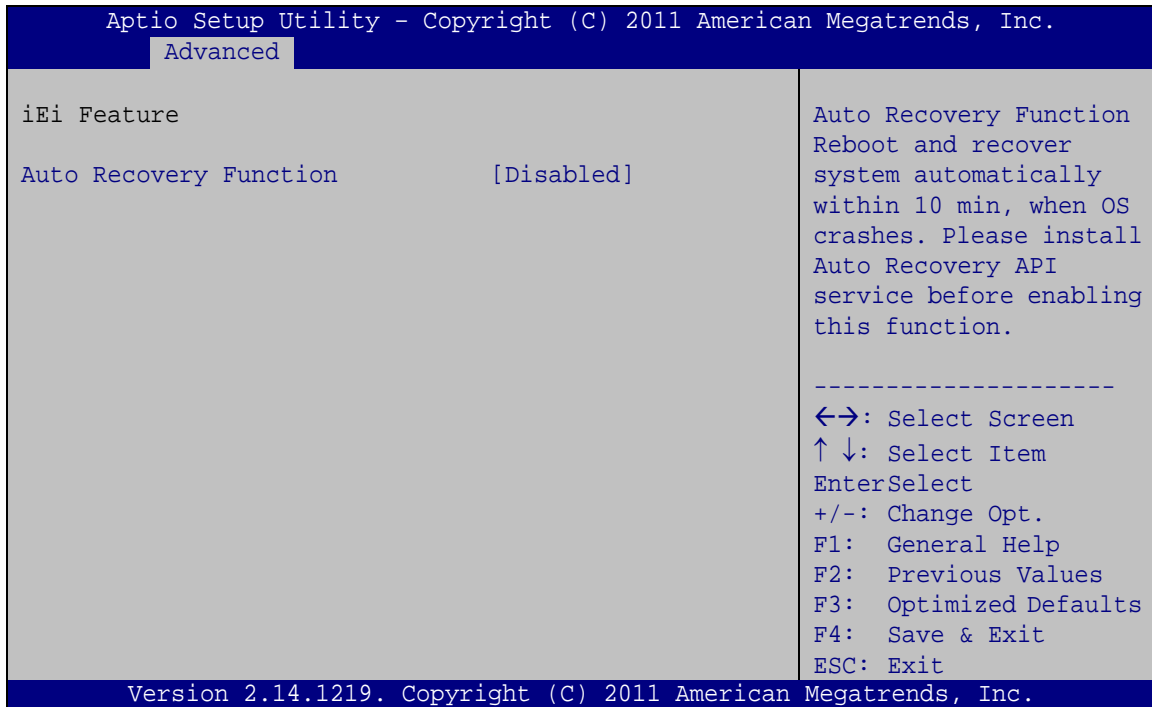 Aptio Setup Utility – Copyright (C) 2011 American Megatrends, Inc.
Advanced
iEi Feature
Auto Recovery Function [Disabled]
Auto Recovery Function
Reboot and recover
system automatically
within 10 min, when OS
crashes. Please install
Auto Recovery API
service before enabling
this function.
---------------------
←→: Select Screen
↑ ↓: Select Item
EnterSelect
+/-: Change Opt.
F1: General Help
F2: Previous Values
F3: Optimized Defaults
F4: Save & Exit
ESC: Exit
Version 2.14.1219. Copyright (C) 2011 American Megatrends, Inc.